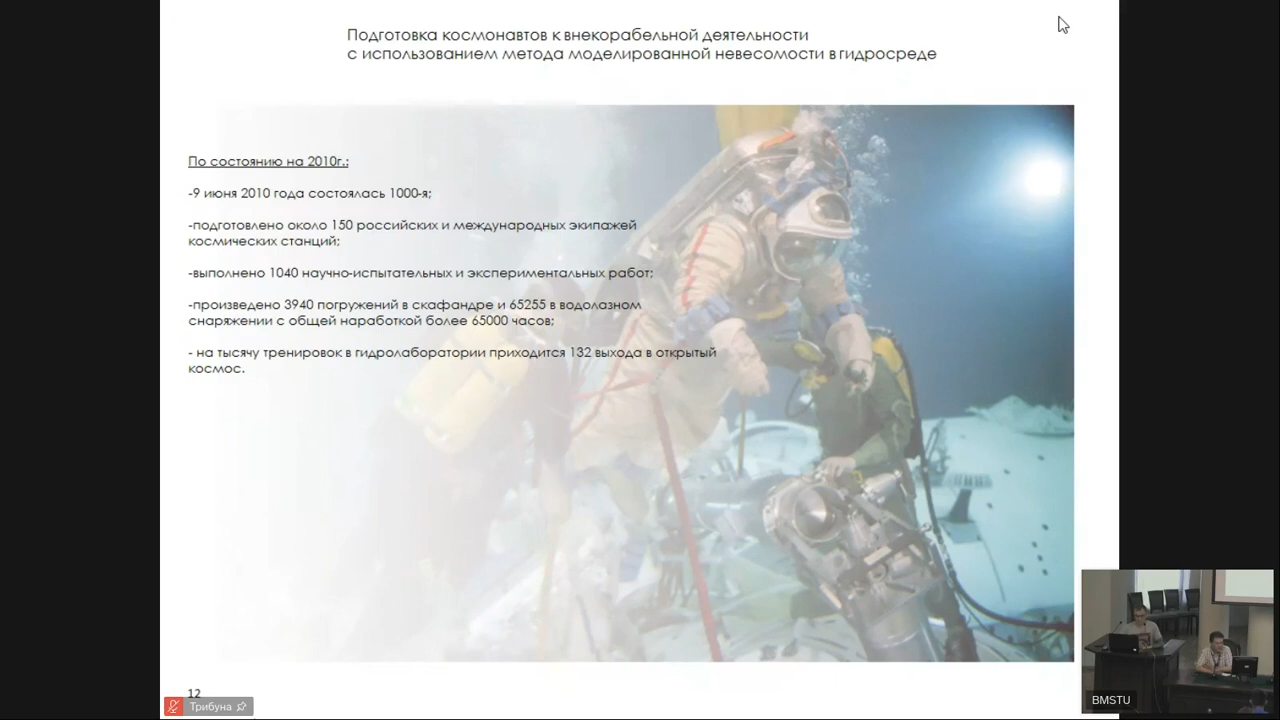 Подготовка космонавтов к внекорабельной деятельности
с использованием метода моделированной невесомости в гидросреде
По состоянию на 2010г.:
-9 июня 2010 года состоялась 1000-я;
-подготовлено около 150 российских и международных экипажей
космических станций;
-выполнено 1040 научно-испытательных и экспериментальных работ;
-произведено 3940 погружений в скафандре и 65255 в водолазном
снаряжении с общей наработкой более 65000 часов;
- на тысячу тренировок в гидролаборатории приходится 132 выхода в открытый
космос.
12
Трибуна
BMSTU